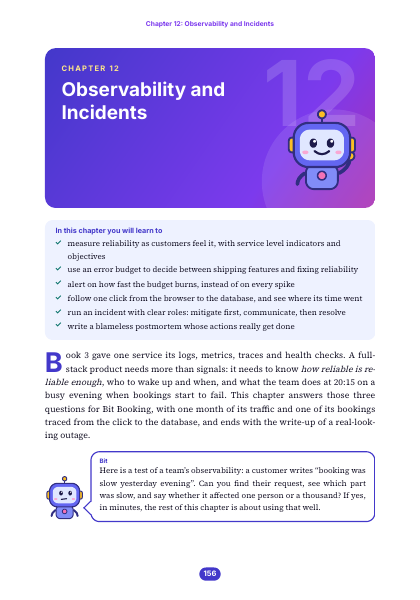 Chapter 12: Observability and Incidents
CHAPTER 12
12
Observability and
Incidents
In this chapter you will learn to
measure reliability as customers feel it, with service level indicators and
objectives
use an error budget to decide between shipping features and fixing reliability
alert on how fast the budget burns, instead of on every spike
follow one click from the browser to the database, and see where its time went
run an incident with clear roles: mitigate first, communicate, then resolve
write a blameless postmortem whose actions really get done
Book 3 gave one service its logs, metrics, traces and health checks. A full-
stack product needs more than signals: it needs to know how reliable is re-
liable enough, who to wake up and when, and what the team does at 20:15 on a
busy evening when bookings start to fail. This chapter answers those three
questions for Bit Booking, with one month of its traffic and one of its bookings
traced from the click to the database, and ends with the write-up of a real-look-
ing outage.
Bit
Here is a test of a team's observability: a customer writes “booking was
slow yesterday evening”. Can you find their request, see which part
was slow, and say whether it affected one person or a thousand? If yes,
in minutes, the rest of this chapter is about using that well.
156